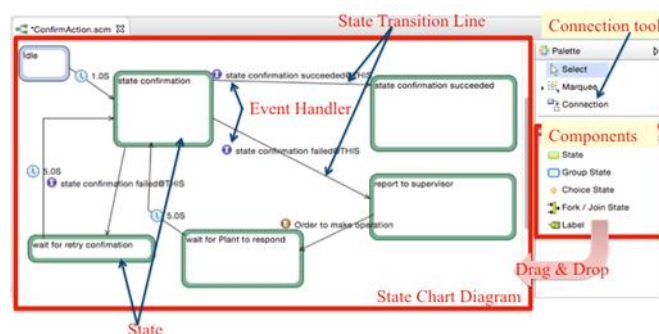 State Transition Line
Connection tool
*ConfirmAction.scm
Palette
Idle
1.0S
state confirmation
state confirmation succeeded@THIS
state confirmation succeeded
Select
Marquee
Connection
Event Handler
state confirmation failed@THIS
Components
State
Group State
Choice State
Fork / Join State
Label
5.0S
state confirmation failed@THIS
report to supervisor
5.0S
Order to make operation
wait for retry confimation
wait for Plant to respond
Drag & Drop
State Chart Diagram
State